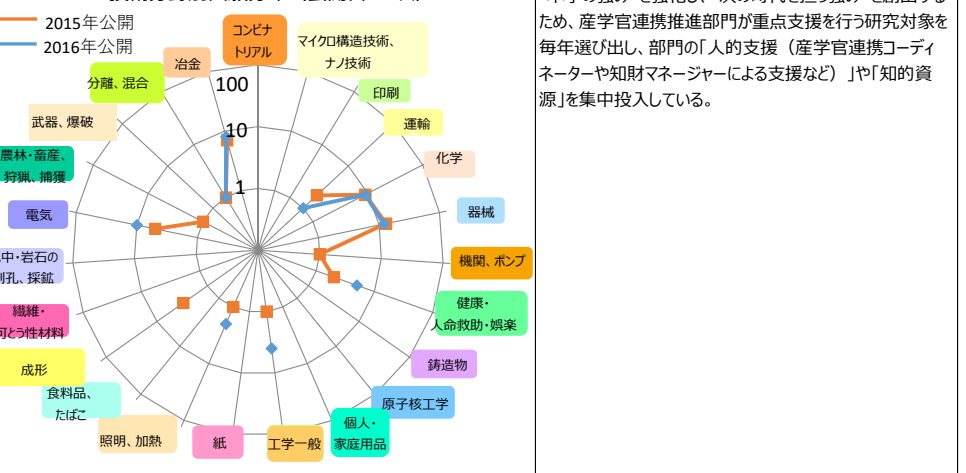 2015年公開
2016年公開
コンビナ
トリアル
マイクロ構造技術、
ナノ技術
印刷
運輸
化学
器械
機関、ポンプ
健康・
人命救助・娯楽
鋳造物
原子核工学
個人・
家庭用品
工学一般
紙
照明、加熱
食料品、
たばこ
成形
繊維・
可とう性材料
中・岩石の
削孔、採鉱
電気
農林・畜産、
狩猟、捕獲
武器、爆破
分離、混合
冶金
100
10
1
ため、産学官連携推進部門が重点支援を行う研究対象を
毎年選び出し、部門の「人的支援（産学官連携コーディ
ネーターや知財マネージャーによる支援など）」や「知的資
源」を集中投入している。